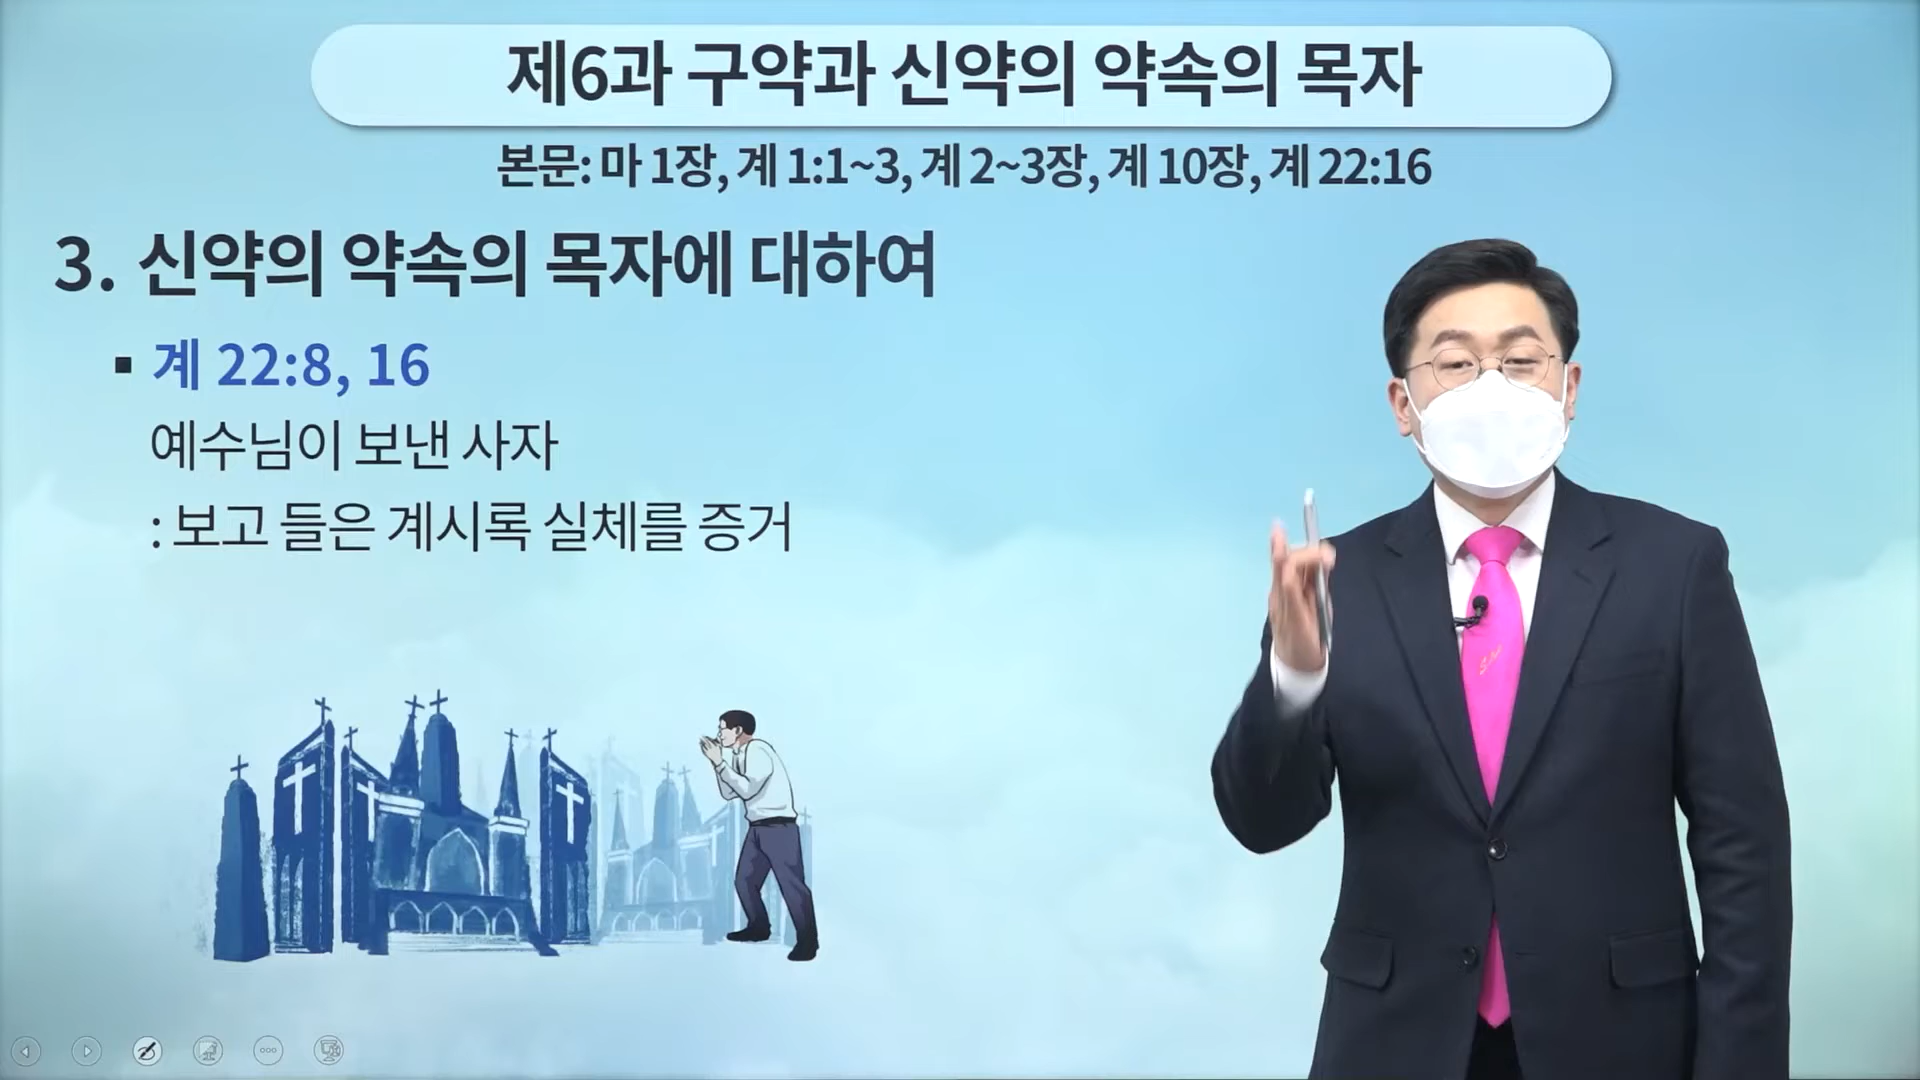 제6과 구약과 신약의 약속의 목자
본문: 마 1장, 계 1:1~3, 계 2~3장, 계 10장, 계 22:16
3. 신약의 약속의 목자에 대하여
▪ 계 22:8, 16
예수님이 보낸 사자
: 보고 들은 계시록 실체를 증거